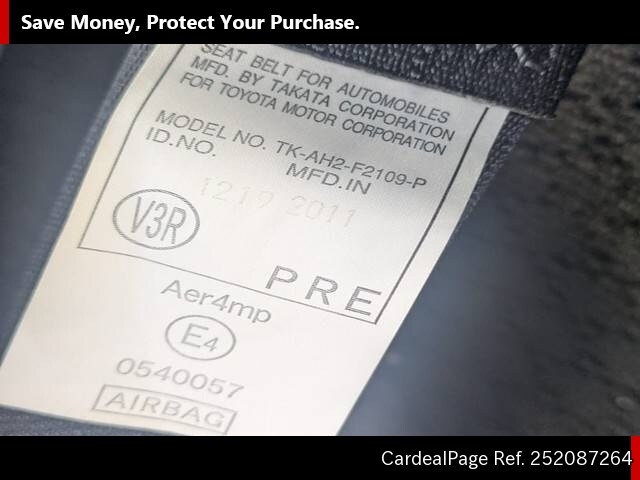 Save Money, Protect Your Purchase.
SEAT BELT FOR AUTOMOBILES
MFD. BY TAKATA CORPORATION
FOR TOYOTA MOTOR CORPORATION
MODEL NO. TK-AH2-F2109-P
ID.NO. MFD.IN
1219 2011
V3R
PRE
Aer4mp
E4
0540057
AIRBAG
CardealPage Ref. 252087264